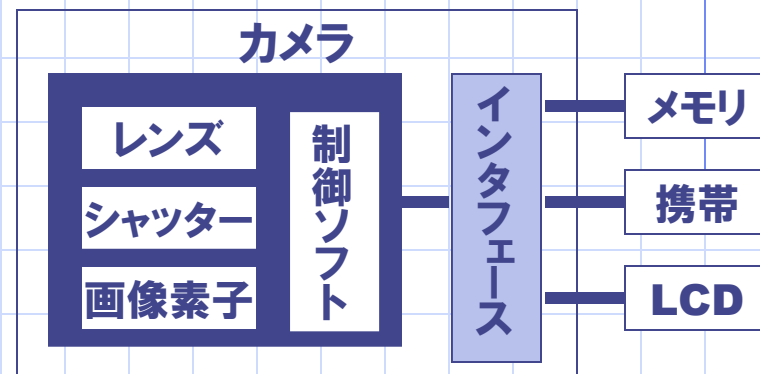 カメラ
レンズ
シャッター
画像素子
制御ソフト
インタフェース
メモリ
携帯
LCD